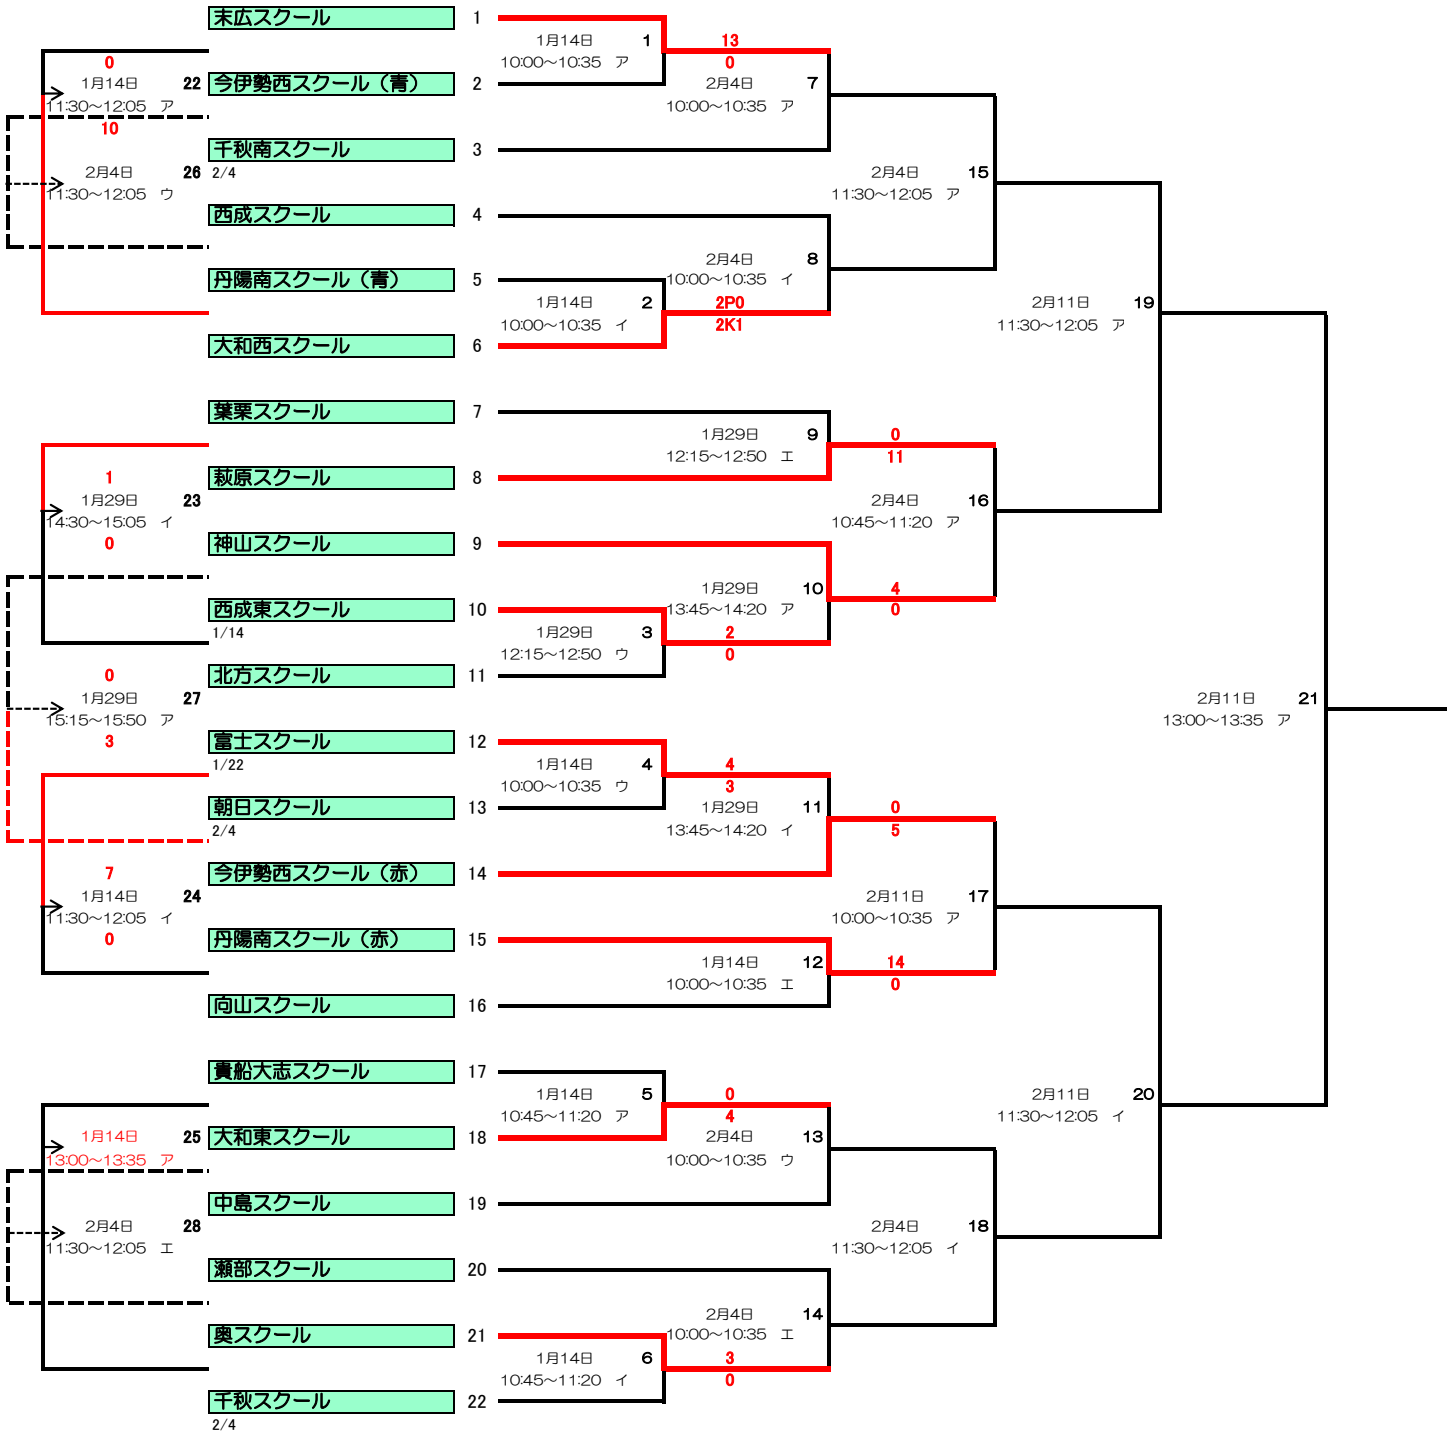 末広スクール 1
1月14日 1 13
0 10:00～10:35 ア 0
1月14日 22 今伊勢西スクール（青） 2 2月4日 7
11:30～12:05 ア 10:00～10:35 ア
10
千秋南スクール 3
2月4日 26 2/4 2月4日 15
11:30～12:05 ウ 11:30～12:05 ア
西成スクール 4
2月4日 8
丹陽南スクール（青） 5 10:00～10:35 イ
1月14日 2 2P0 2月11日 19
10:00～10:35 イ 2K1 11:30～12:05 ア
大和西スクール 6
葉栗スクール 7
1月29日 9 0
12:15～12:50 エ 11
1 萩原スクール 8
1月29日 23 2月4日 16
14:30～15:05 イ 10:45～11:20 ア
0 神山スクール 9
1月29日 10 4
西成東スクール 10 13:45～14:20 ア 0
1/14 1月29日 3 2
12:15～12:50 ウ 0
0 北方スクール 11
1月29日 27 2月11日 21
15:15～15:50 ア 13:00～13:35 ア
3 富士スクール 12
1/22 1月14日 4 4
10:00～10:35 ウ 3
朝日スクール 13 1月29日 11 0
2/4 13:45～14:20 イ 5
7 今伊勢西スクール（赤） 14
1月14日 24 2月11日 17
11:30～12:05 イ 10:00～10:35 ア
0 丹陽南スクール（赤） 15
1月14日 12 14
10:00～10:35 エ 0
向山スクール 16
貴船大志スクール 17
1月14日 5 0 2月11日 20
10:45～11:20 ア 4 11:30～12:05 イ
1月14日 25 大和東スクール 18 2月4日 13
13:00～13:35 ア 10:00～10:35 ウ
中島スクール 19
2月4日 28 2月4日 18
11:30～12:05 エ 11:30～12:05 イ
瀬部スクール 20
2月4日 14
奥スクール 21 10:00～10:35 エ
1月14日 6 3
10:45～11:20 イ 0
千秋スクール 22
2/4